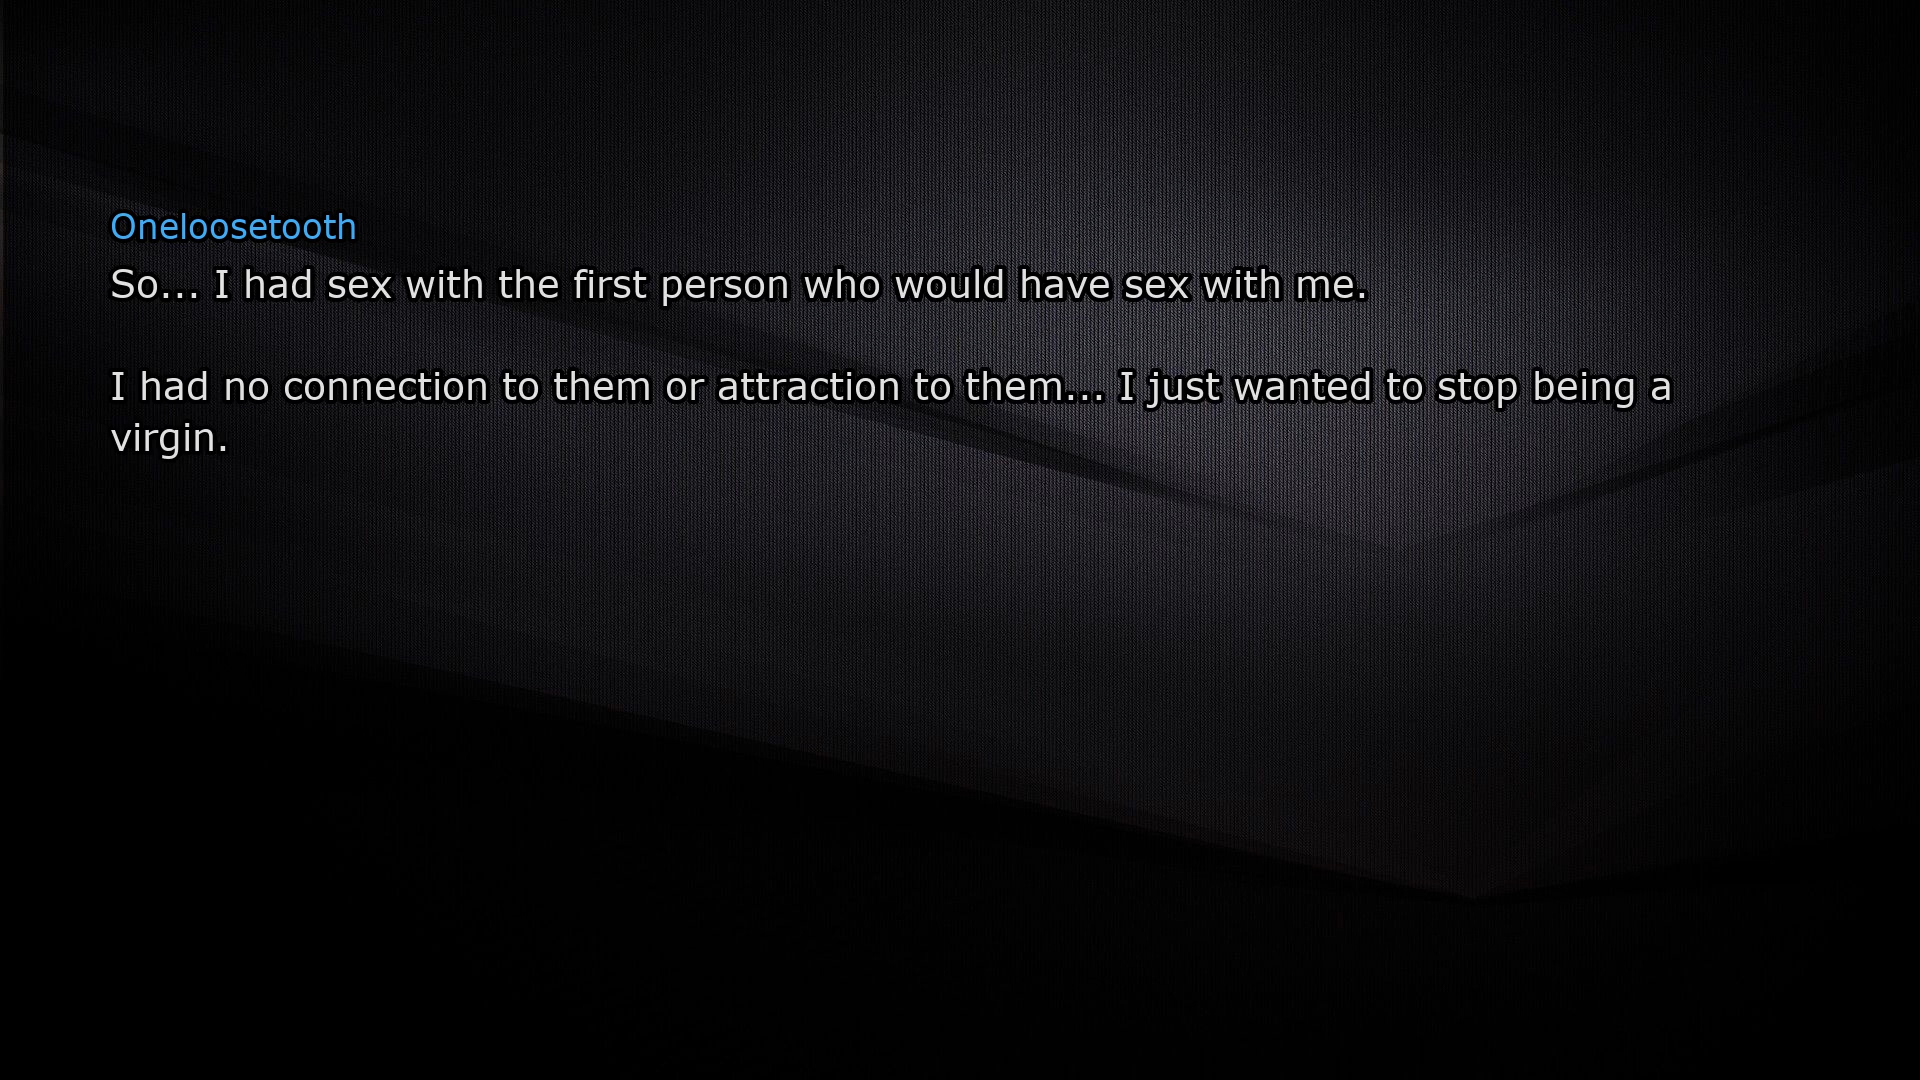 Oneloosetooth
So... I had sex with the first person who would have sex with me.
I had no connection to them or attraction to them... I just wanted to stop being a
virgin.